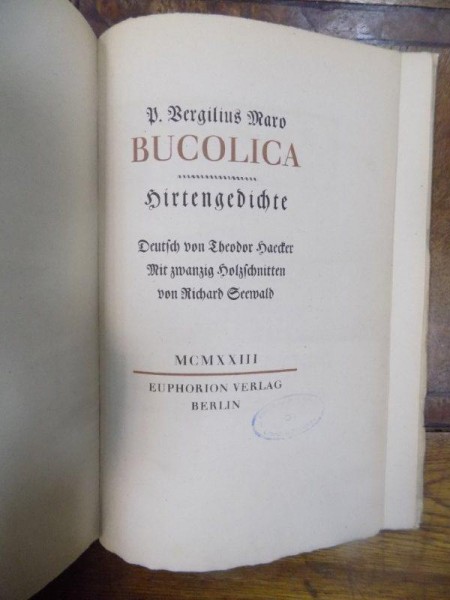 P. Vergilius Maro
BUCOLICA
Hirtengedichte
Deutsch von Theodor Haecker
Mit zwanzig Holzschnitten
von Richard Seewald
MCMXXIII
EUPHORION VERLAG
BERLIN